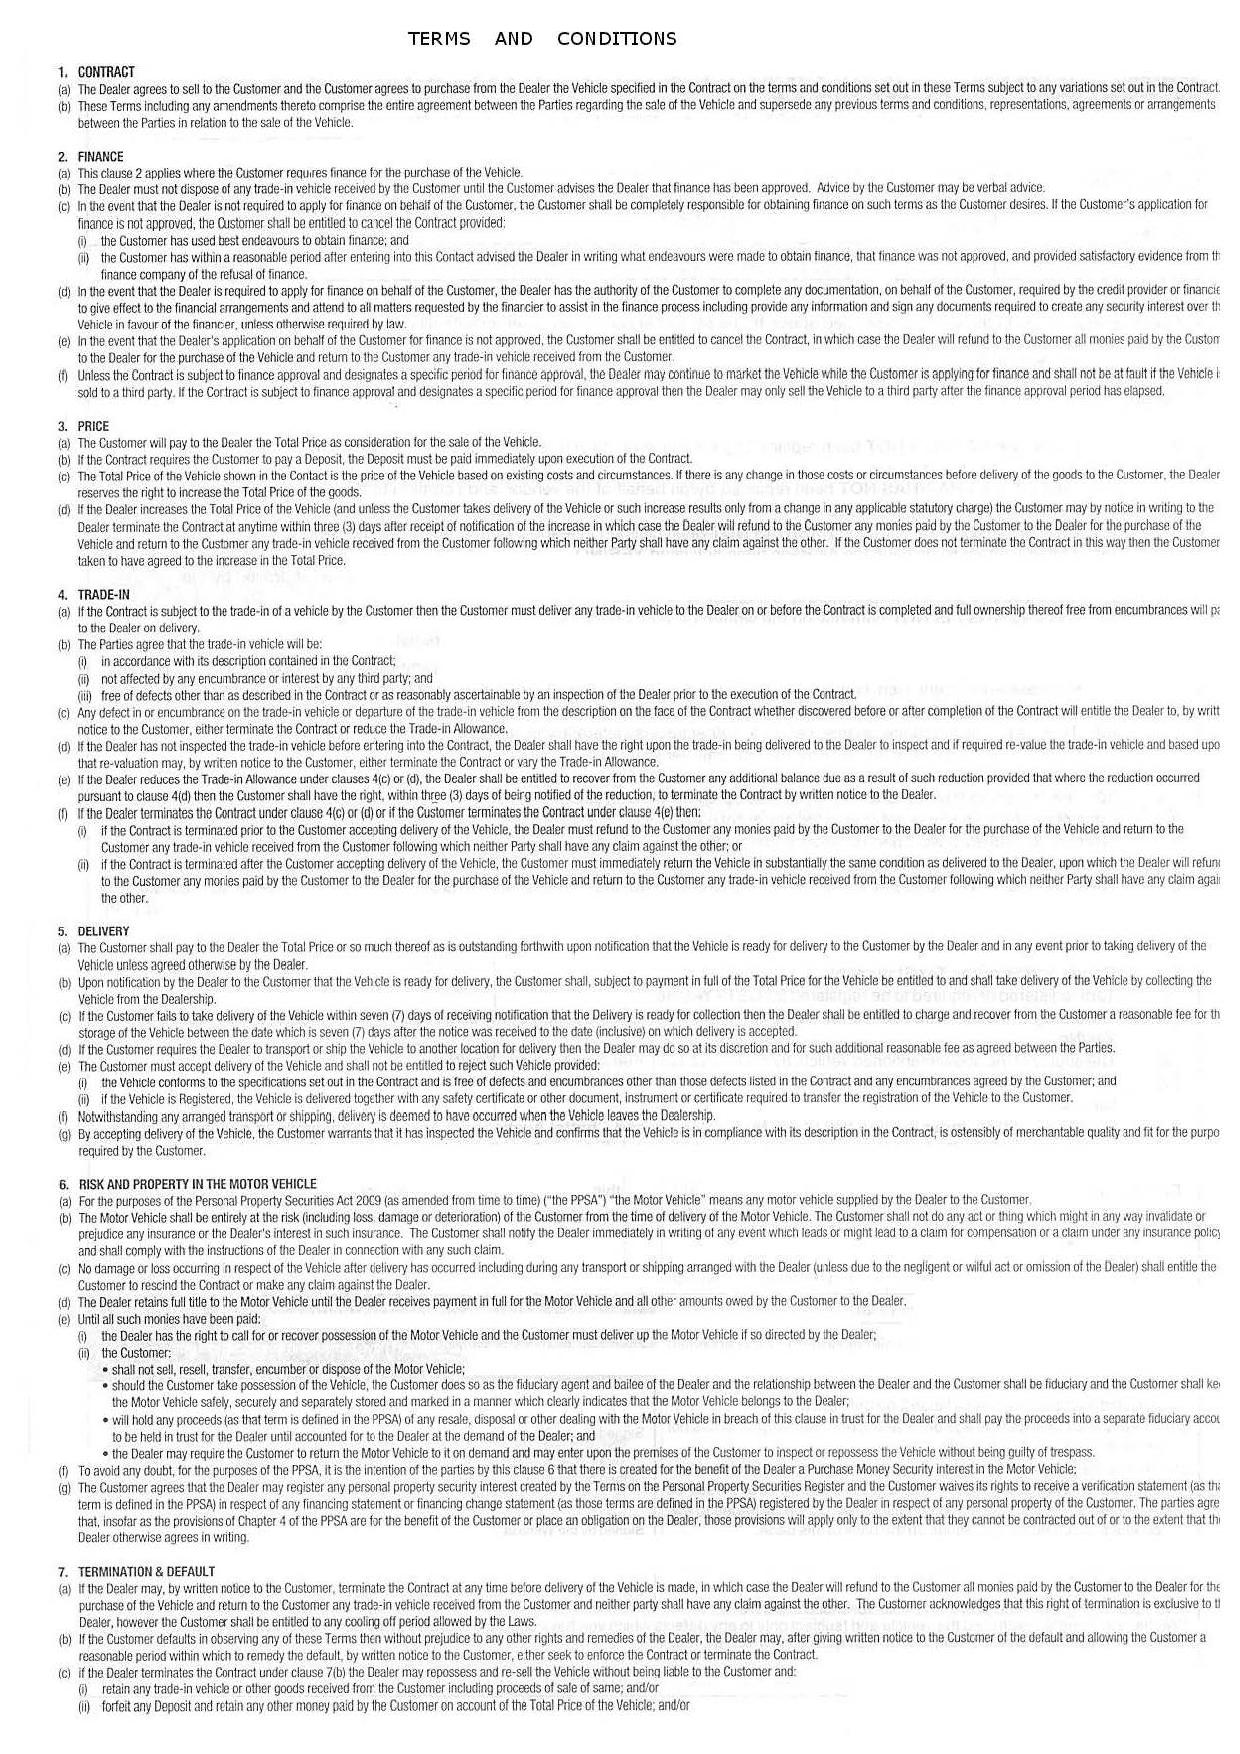 TERMS AND CONDITIONS
1. CONTRACT
(a) The Dealer agrees to sell to the Customer and the Customer agrees to purchase from the Dealer the Vehicle specified in the Contract on the terms and conditions set out in these Terms subject to any variations set out in the Contract.
(b) These Terms including any amendments thereto comprise the entire agreement between the Parties regarding the sale of the Vehicle and supersede any previous terms and conditions, representations, agreements or arrangements
between the Parties in relation to the sale of the Vehicle.
2. FINANCE
(a) This clause 2 applies where the Customer requires finance for the purchase of the Vehicle.
(b) The Dealer must not dispose of any trade-in vehicle received by the Customer until the Customer advises the Dealer that finance has been approved. Advice by the Customer may be verbal advice.
(c) In the event that the Dealer is not required to apply for finance on behalf of the Customer, the Customer shall be completely responsible for obtaining finance on such terms as the Customer desires. If the Customer's application for
finance is not approved, the Customer shall be entitled to cancel the Contract provided:
(i) the Customer has used best endeavours to obtain finance; and
(ii) the Customer has within a reasonable period after entering into this Contact advised the Dealer in writing what endeavours were made to obtain finance, that finance was not approved, and provided satisfactory evidence from th
finance company of the refusal of finance.
(d) In the event that the Dealer is required to apply for finance on behalf of the Customer, the Dealer has the authority of the Customer to complete any documentation, on behalf of the Customer, required by the credit provider or financie
to give effect to the financial arrangements and attend to all matters requested by the financier to assist in the finance process including provide any information and sign any documents required to create any security interest over th
Vehicle in favour of the financer, unless otherwise required by law.
(e) In the event that the Dealer's application on behalf of the Customer for finance is not approved, the Customer shall be entitled to cancel the Contract, in which case the Dealer will refund to the Customer all monies paid by the Custom
to the Dealer for the purchase of the Vehicle and return to the Customer any trade-in vehicle received from the Customer.
(f) Unless the Contract is subject to finance approval and designates a specific period for finance approval, the Dealer may continue to market the Vehicle while the Customer is applying for finance and shall not be at fault if the Vehicle i
sold to a third party. If the Contract is subject to finance approval and designates a specific period for finance approval then the Dealer may only sell the Vehicle to a third party after the finance approval period has elapsed.
3. PRICE
(a) The Customer will pay to the Dealer the Total Price as consideration for the sale of the Vehicle.
(b) If the Contract requires the Customer to pay a Deposit, the Deposit must be paid immediately upon execution of the Contract.
(c) The Total Price of the Vehicle shown in the Contact is the price of the Vehicle based on existing costs and circumstances. If there is any change in those costs or circumstances before delivery of the goods to the Customer, the Dealer
reserves the right to increase the Total Price of the goods.
(d) If the Dealer increases the Total Price of the Vehicle (and unless the Customer takes delivery of the Vehicle or such increase results only from a change in any applicable statutory charge) the Customer may by notice in writing to the
Dealer terminate the Contract at anytime within three (3) days after receipt of notification of the increase in which case the Dealer will refund to the Customer any monies paid by the Customer to the Dealer for the purchase of the
Vehicle and return to the Customer any trade-in vehicle received from the Customer following which neither Party shall have any claim against the other. If the Customer does not terminate the Contract in this way then the Customer
taken to have agreed to the increase in the Total Price.
4. TRADE-IN
(a) If the Contract is subject to the trade-in of a vehicle by the Customer then the Customer must deliver any trade-in vehicle to the Dealer on or before the Contract is completed and full ownership thereof free from encumbrances will pa
to the Dealer on delivery.
(b) The Parties agree that the trade-in vehicle will be:
(i) in accordance with its description contained in the Contract;
(ii) not affected by any encumbrance or interest by any third party; and
(iii) free of defects other than as described in the Contract or as reasonably ascertainable by an inspection of the Dealer prior to the execution of the Contract.
(c) Any defect in or encumbrance on the trade-in vehicle or departure of the trade-in vehicle from the description on the face of the Contract whether discovered before or after completion of the Contract will entitle the Dealer to, by writt
notice to the Customer, either terminate the Contract or reduce the Trade-in Allowance.
(d) If the Dealer has not inspected the trade-in vehicle before entering into the Contract, the Dealer shall have the right upon the trade-in being delivered to the Dealer to inspect and if required re-value the trade-in vehicle and based upo
that re-valuation may, by written notice to the Customer, either terminate the Contract or vary the Trade-in Allowance.
(e) If the Dealer reduces the Trade-in Allowance under clauses 4(c) or (d), the Dealer shall be entitled to recover from the Customer any additional balance due as a result of such reduction provided that where the reduction occurred
pursuant to clause 4(d) then the Customer shall have the right, within three (3) days of being notified of the reduction, to terminate the Contract by written notice to the Dealer.
(f) If the Dealer terminates the Contract under clause 4(c) or (d) or if the Customer terminates the Contract under clause 4(e) then:
(i) if the Contract is terminated prior to the Customer accepting delivery of the Vehicle, the Dealer must refund to the Customer any monies paid by the Customer to the Dealer for the purchase of the Vehicle and return to the
Customer any trade-in vehicle received from the Customer following which neither Party shall have any claim against the other; or
(ii) if the Contract is terminated after the Customer accepting delivery of the Vehicle, the Customer must immediately return the Vehicle in substantially the same condition as delivered to the Dealer, upon which the Dealer will refun
to the Customer any monies paid by the Customer to the Dealer for the purchase of the Vehicle and return to the Customer any trade-in vehicle received from the Customer following which neither Party shall have any claim agai
the other.
5. DELIVERY
(a) The Customer shall pay to the Dealer the Total Price or so much thereof as is outstanding forthwith upon notification that the Vehicle is ready for delivery to the Customer by the Dealer and in any event prior to taking delivery of the
Vehicle unless agreed otherwise by the Dealer.
(b) Upon notification by the Dealer to the Customer that the Vehicle is ready for delivery, the Customer shall, subject to payment in full of the Total Price for the Vehicle be entitled to and shall take delivery of the Vehicle by collecting the
Vehicle from the Dealership.
(c) If the Customer fails to take delivery of the Vehicle within seven (7) days of receiving notification that the Delivery is ready for collection then the Dealer shall be entitled to charge and recover from the Customer a reasonable fee for th
storage of the Vehicle between the date which is seven (7) days after the notice was received to the date (inclusive) on which delivery is accepted.
(d) If the Customer requires the Dealer to transport or ship the Vehicle to another location for delivery then the Dealer may do so at its discretion and for such additional reasonable fee as agreed between the Parties.
(e) The Customer must accept delivery of the Vehicle and shall not be entitled to reject such Vehicle provided:
(i) the Vehicle conforms to the specifications set out in the Contract and is free of defects and encumbrances other than those defects listed in the Contract and any encumbrances agreed by the Customer; and
(ii) if the Vehicle is Registered, the Vehicle is delivered together with any safety certificate or other document, instrument or certificate required to transfer the registration of the Vehicle to the Customer.
(f) Notwithstanding any arranged transport or shipping, delivery is deemed to have occurred when the Vehicle leaves the Dealership.
(g) By accepting delivery of the Vehicle, the Customer warrants that it has inspected the Vehicle and confirms that the Vehicle is in compliance with its description in the Contract, is ostensibly of merchantable quality and fit for the purpo
required by the Customer.
6. RISK AND PROPERTY IN THE MOTOR VEHICLE
(a) For the purposes of the Personal Property Securities Act 2009 (as amended from time to time) ("the PPSA") "the Motor Vehicle" means any motor vehicle supplied by the Dealer to the Customer.
(b) The Motor Vehicle shall be entirely at the risk (including loss, damage or deterioration) of the Customer from the time of delivery of the Motor Vehicle. The Customer shall not do any act or thing which might in any way invalidate or
prejudice any insurance or the Dealer's interest in such insurance. The Customer shall notify the Dealer immediately in writing of any event which leads or might lead to a claim for compensation or a claim under any insurance policy
and shall comply with the instructions of the Dealer in connection with any such claim.
(c) No damage or loss occurring in respect of the Vehicle after delivery has occurred including during any transport or shipping arranged with the Dealer (unless due to the negligent or wilful act or omission of the Dealer) shall entitle the
Customer to rescind the Contract or make any claim against the Dealer.
(d) The Dealer retains full title to the Motor Vehicle until the Dealer receives payment in full for the Motor Vehicle and all other amounts owed by the Customer to the Dealer.
(e) Until all such monies have been paid:
(i) the Dealer has the right to call for or recover possession of the Motor Vehicle and the Customer must deliver up the Motor Vehicle if so directed by the Dealer;
(ii) the Customer:
• shall not sell, resell, transfer, encumber or dispose of the Motor Vehicle;
• should the Customer take possession of the Vehicle, the Customer does so as the fiduciary agent and bailee of the Dealer and the relationship between the Dealer and the Customer shall be fiduciary and the Customer shall kee
the Motor Vehicle safely, securely and separately stored and marked in a manner which clearly indicates that the Motor Vehicle belongs to the Dealer;
• will hold any proceeds (as that term is defined in the PPSA) of any resale, disposal or other dealing with the Motor Vehicle in breach of this clause in trust for the Dealer and shall pay the proceeds into a separate fiduciary accou
to be held in trust for the Dealer until accounted for to the Dealer at the demand of the Dealer; and
• the Dealer may require the Customer to return the Motor Vehicle to it on demand and may enter upon the premises of the Customer to inspect or repossess the Vehicle without being guilty of trespass.
(f) To avoid any doubt, for the purposes of the PPSA, it is the intention of the parties by this clause 6 that there is created for the benefit of the Dealer a Purchase Money Security interest in the Motor Vehicle;
(g) The Customer agrees that the Dealer may register any personal property security interest created by the Terms on the Personal Property Securities Register and the Customer waives its rights to receive a verification statement (as tha
term is defined in the PPSA) in respect of any financing statement or financing change statement (as those terms are defined in the PPSA) registered by the Dealer in respect of any personal property of the Customer. The parties agre
that, insofar as the provisions of Chapter 4 of the PPSA are for the benefit of the Customer or place an obligation on the Dealer, those provisions will apply only to the extent that they cannot be contracted out of or to the extent that the
Dealer otherwise agrees in writing.
7. TERMINATION & DEFAULT
(a) If the Dealer may, by written notice to the Customer, terminate the Contract at any time before delivery of the Vehicle is made, in which case the Dealer will refund to the Customer all monies paid by the Customer to the Dealer for the
purchase of the Vehicle and return to the Customer any trade-in vehicle received from the Customer and neither party shall have any claim against the other. The Customer acknowledges that this right of termination is exclusive to th
Dealer, however the Customer shall be entitled to any cooling off period allowed by the Laws.
(b) If the Customer defaults in observing any of these Terms then without prejudice to any other rights and remedies of the Dealer, the Dealer may, after giving written notice to the Customer of the default and allowing the Customer a
reasonable period within which to remedy the default, by written notice to the Customer, either seek to enforce the Contract or terminate the Contract.
(c) if the Dealer terminates the Contract under clause 7(b) the Dealer may repossess and re-sell the Vehicle without being liable to the Customer and:
(i) retain any trade-in vehicle or other goods received from the Customer including proceeds of sale of same; and/or
(ii) forfeit any Deposit and retain any other money paid by the Customer on account of the Total Price of the Vehicle; and/or